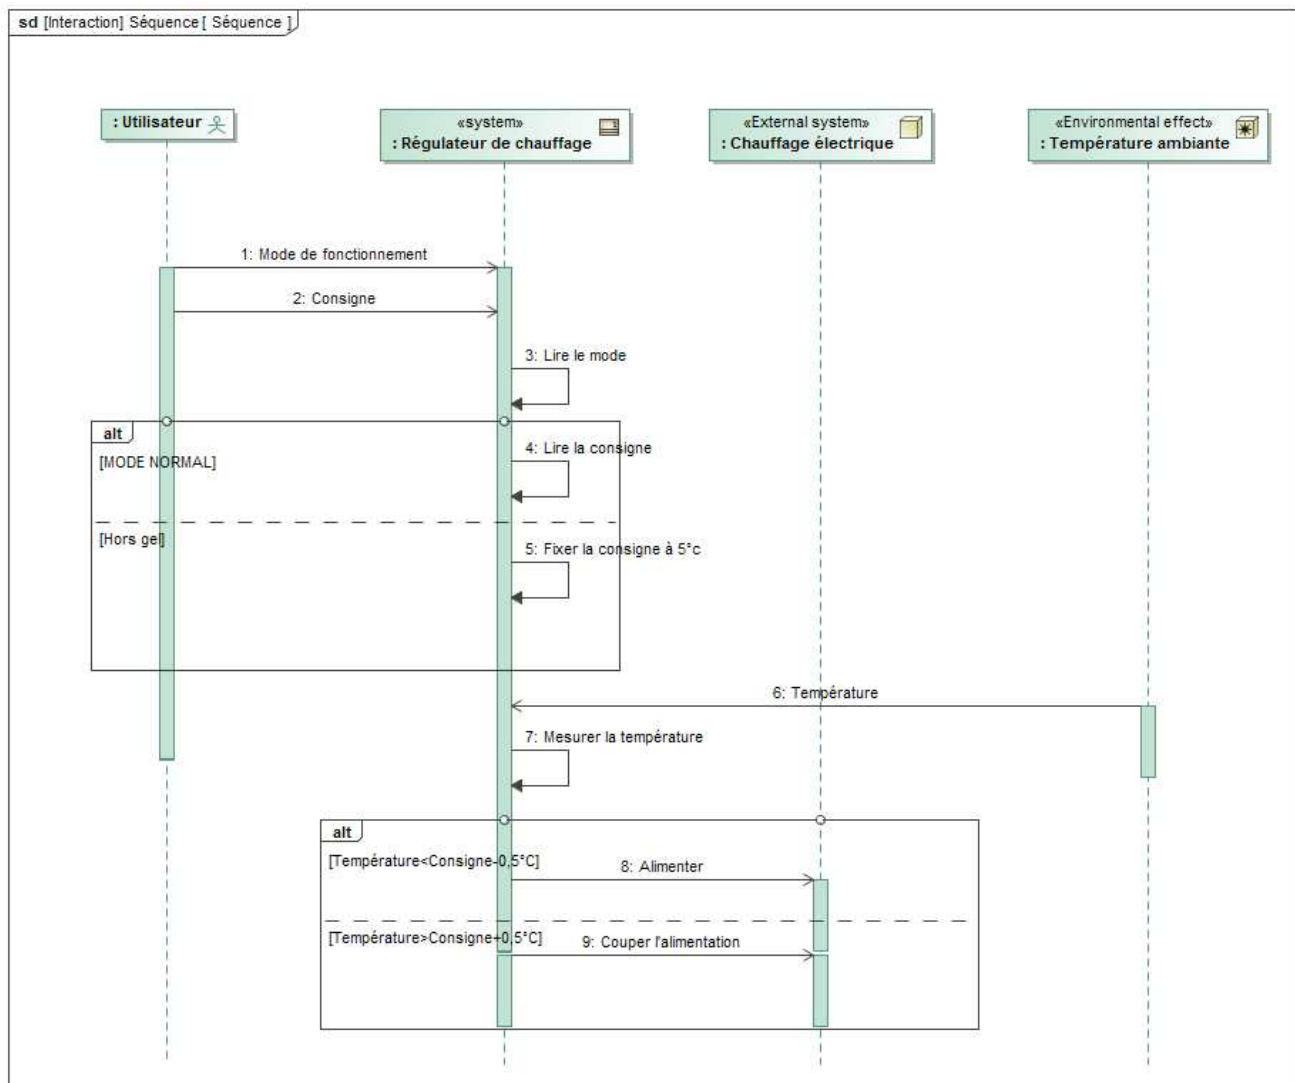 sd [Interaction] Séquence [ Séquence ]
: Utilisateur
«system»
: Régulateur de chauffage
«External system»
: Chauffage électrique
«Environmental effect»
: Température ambiante
1: Mode de fonctionnement
2: Consigne
3: Lire le mode
alt
[MODE NORMAL]
4: Lire la consigne
[Hors gel]
5: Fixer la consigne à 5°c
6: Température
7: Mesurer la température
alt
[Température<Consigne-0,5°C]
8: Alimenter
[Température>Consigne+0,5°C]
9: Couper l'alimentation